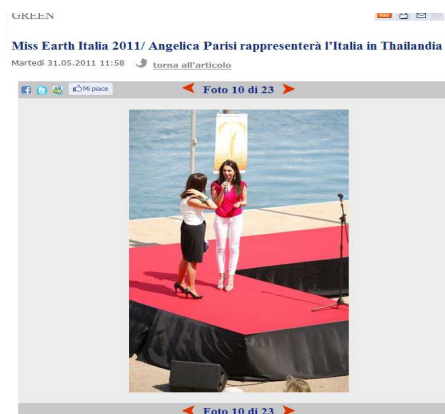 GREEN
Miss Earth Italia 2011/ Angelica Parisi rappresenterà l'Italia in Thailandia
Martedì 31.05.2011 11:58 torna all'articolo
Mi piace
Foto 10 di 23
Foto 10 di 23